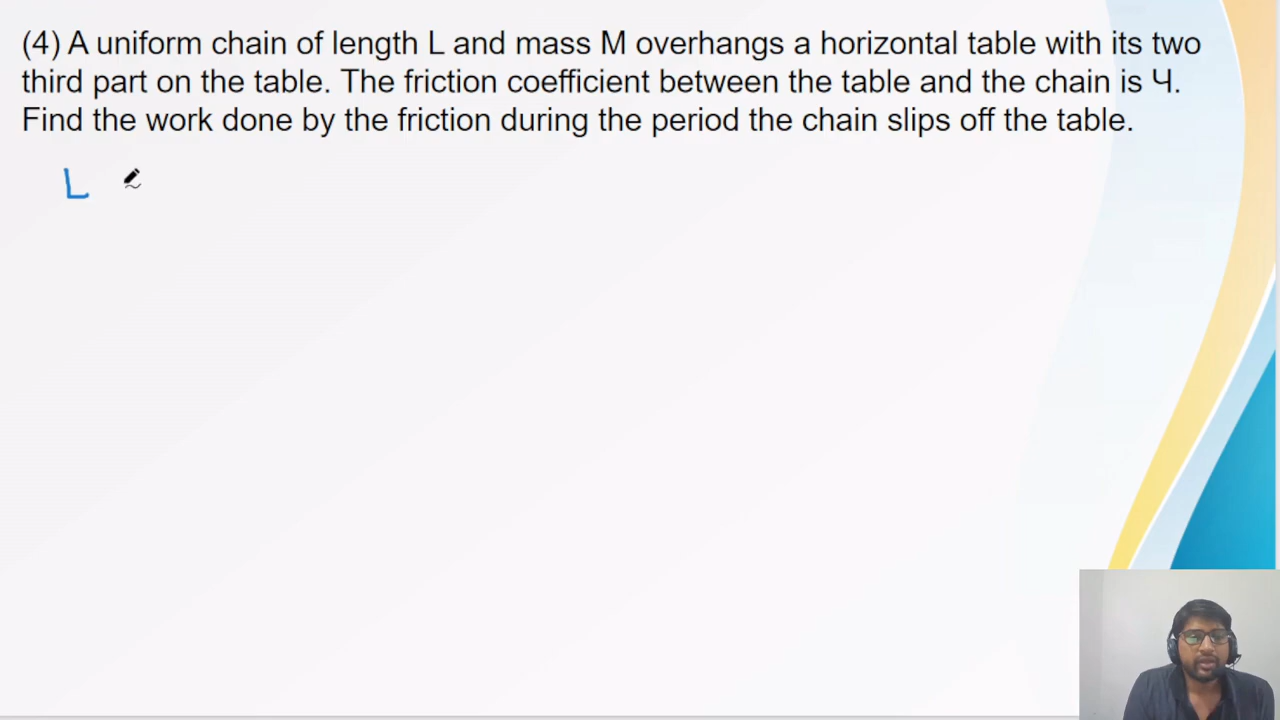 (4) A uniform chain of length L and mass M overhangs a horizontal table with its two
third part on the table. The friction coefficient between the table and the chain is Ч.
Find the work done by the friction during the period the chain slips off the table.
L